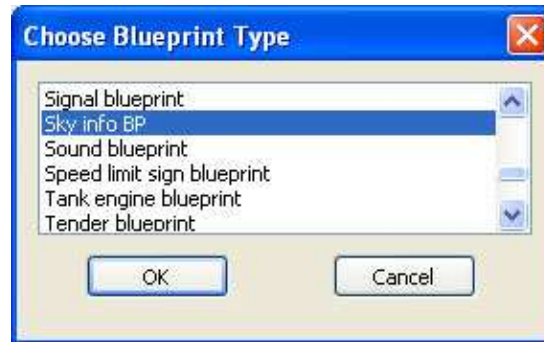 Choose Blueprint Type
Signal blueprint
Sky info BP
Sound blueprint
Speed limit sign blueprint
Tank engine blueprint
Tender blueprint
OK Cancel